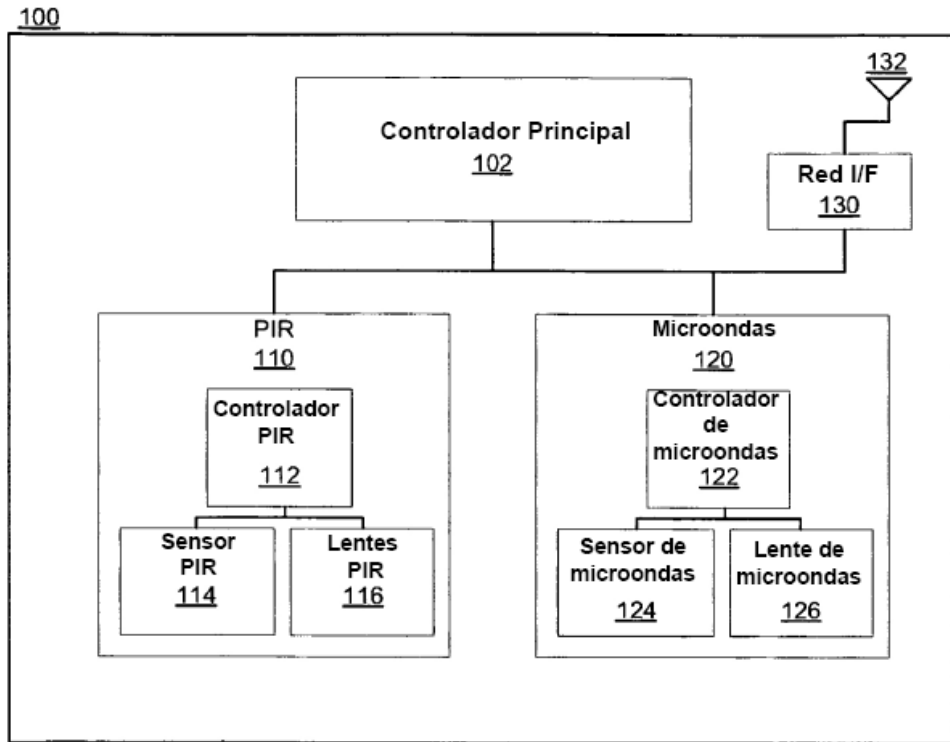 100
132
Controlador Principal
102
Red I/F
130
PIR
110
Controlador
PIR
112
Sensor
PIR
114
Lentes
PIR
116
Microondas
120
Controlador
de
microondas
122
Sensor de
microondas
124
Lente de
microondas
126